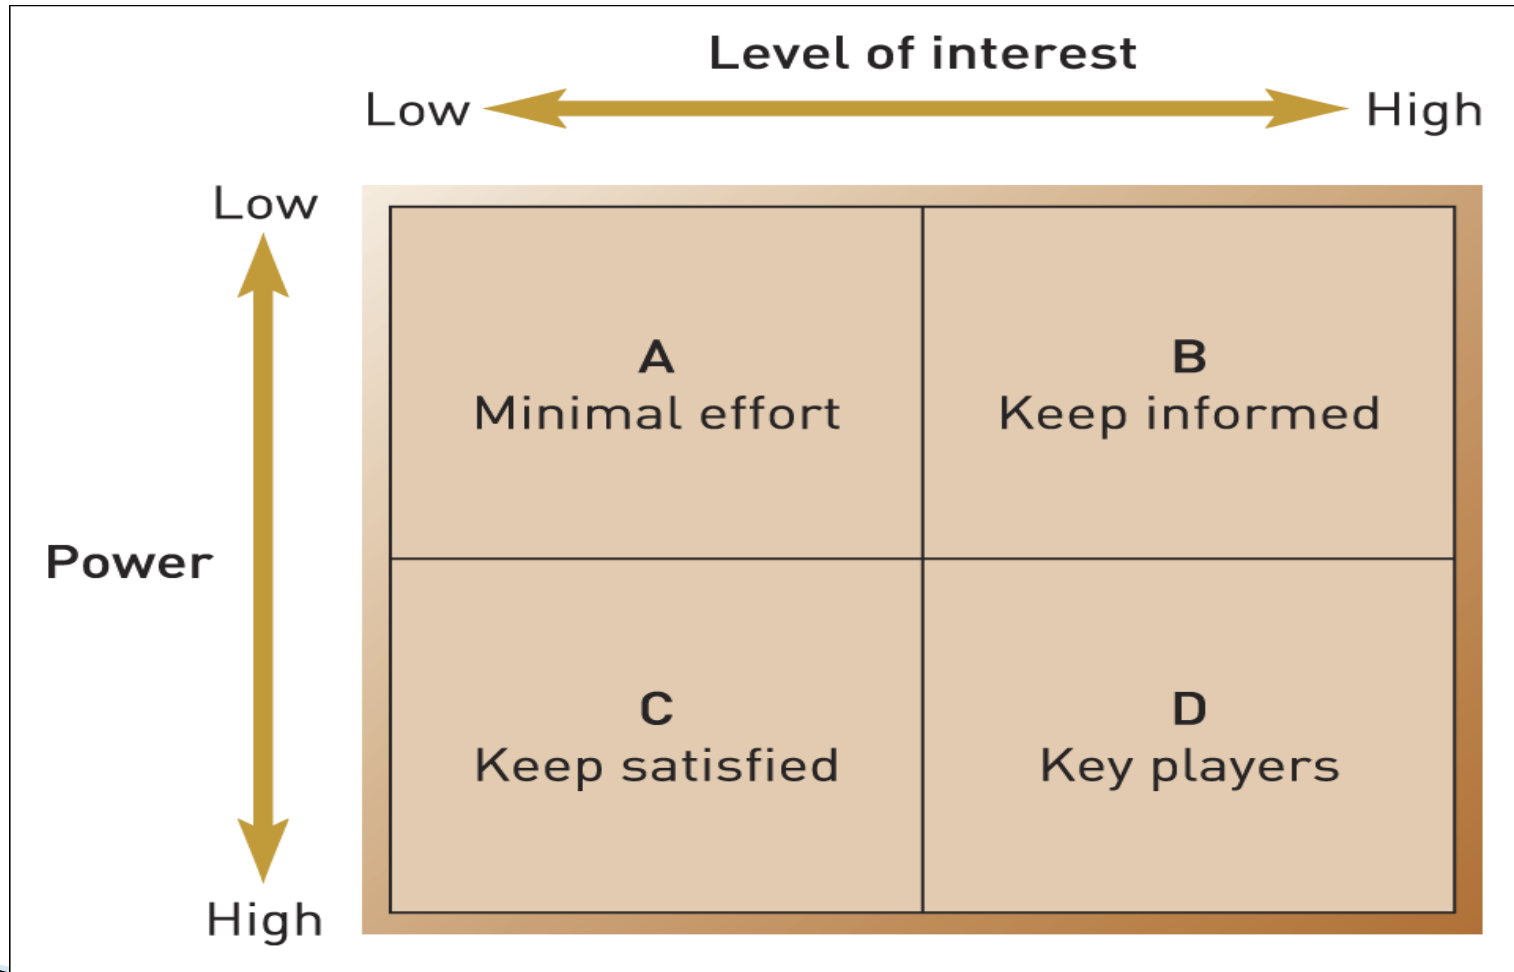 Level of interest
Low
High
Low
A
Minimal effort
B
Keep informed
Power
C
Keep satisfied
D
Key players
High